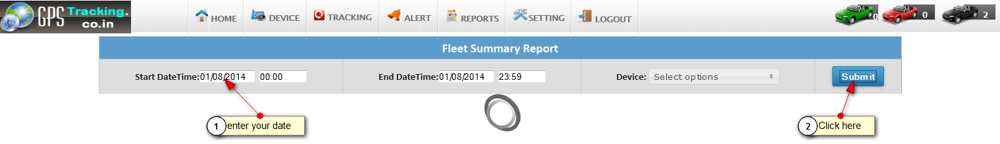 GPS Tracking.
co.in
HOME DEVICE TRACKING ALERT REPORTS SETTING LOGOUT 0 0 2
Fleet Summary Report
Start DateTime: 01/08/2014 00:00 End DateTime: 01/08/2014 23:59 Device: Select options Submit
1 enter your date 2 Click here